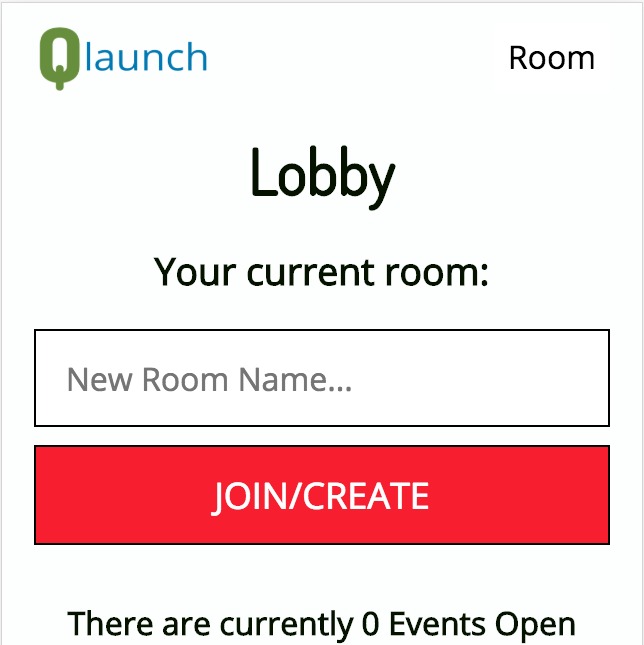 Qlaunch
Room
Lobby
Your current room:
New Room Name...
JOIN/CREATE
There are currently 0 Events Open